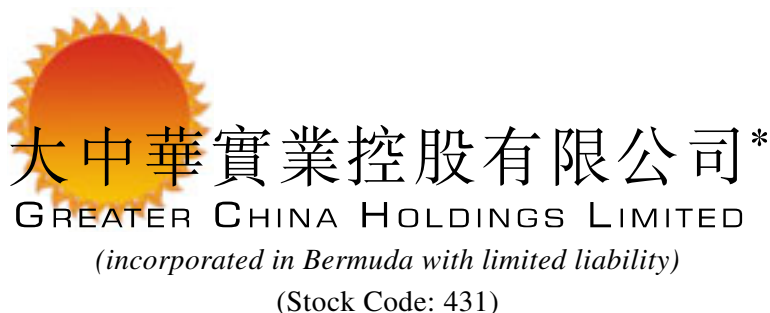 大中華實業控股有限公司*
GREATER CHINA HOLDINGS LIMITED
(incorporated in Bermuda with limited liability)
(Stock Code: 431)